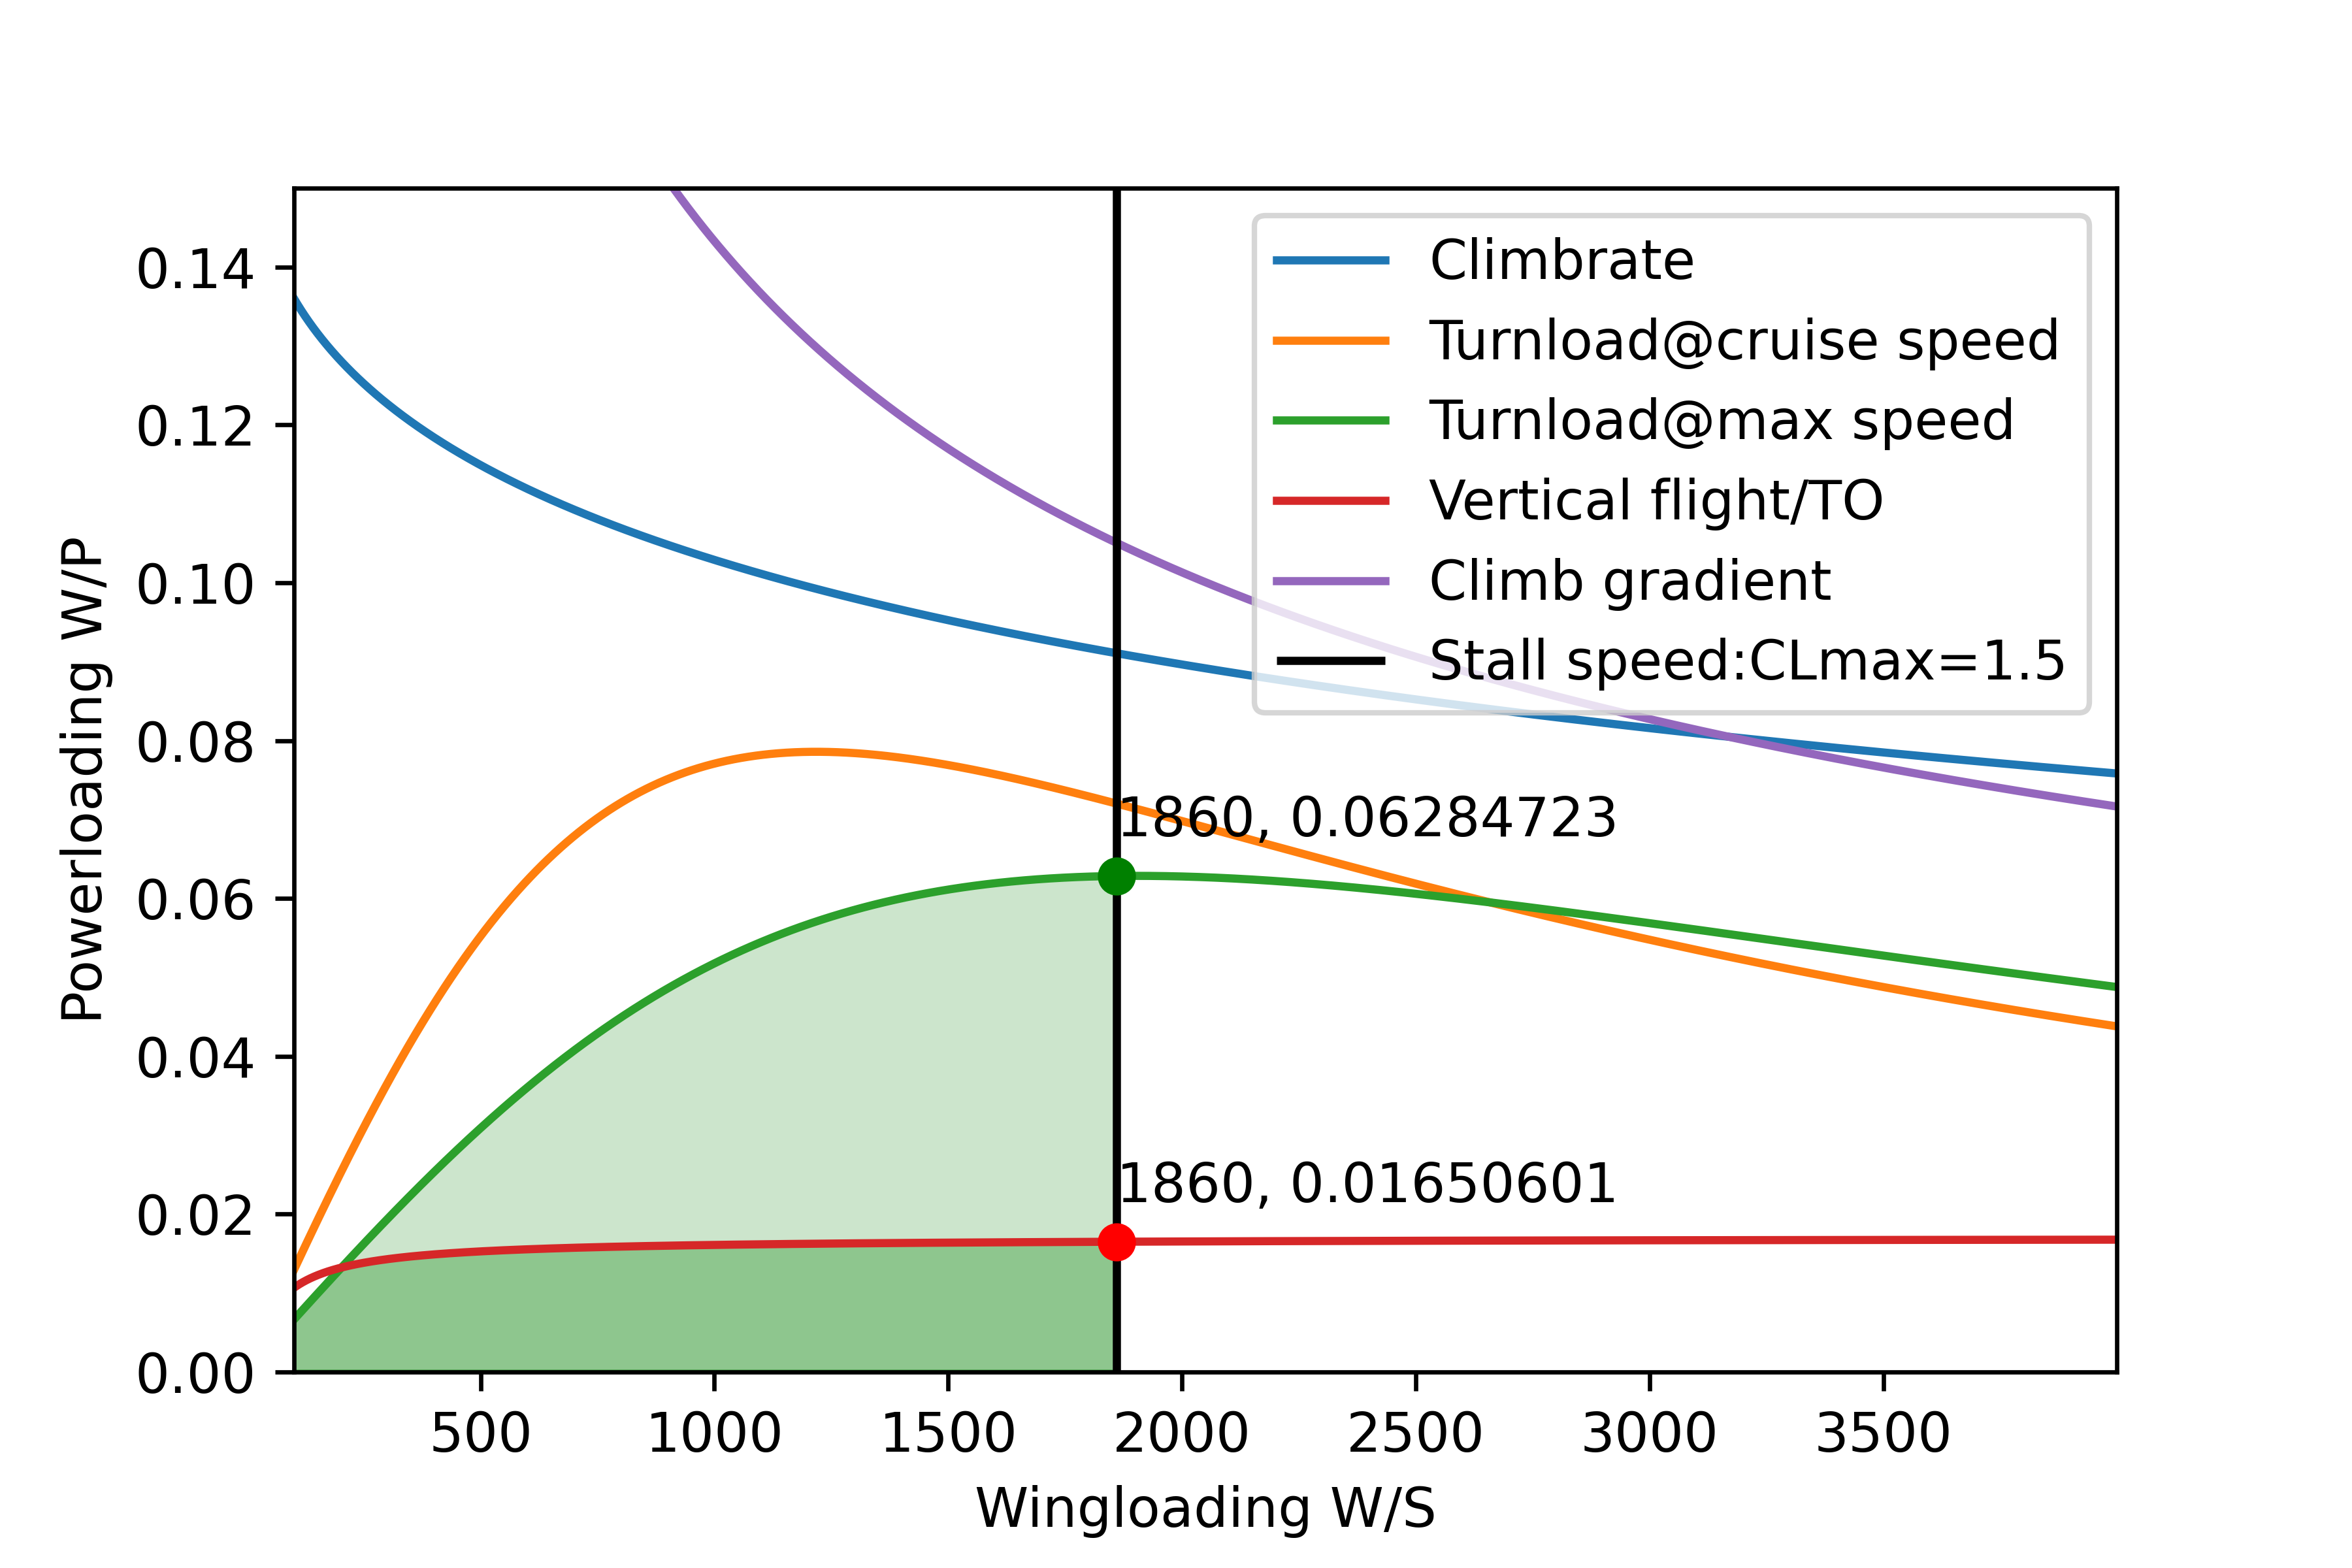 0.14
0.12
0.10
0.08
0.06
0.04
0.02
0.00
Powerloading W/P
Climbrate
Turnload@cruise speed
Turnload@max speed
Vertical flight/TO
Climb gradient
Stall speed:CLmax=1.5
1860, 0.06284723
1860, 0.01650601
500 1000 1500 2000 2500 3000 3500
Wingloading W/S